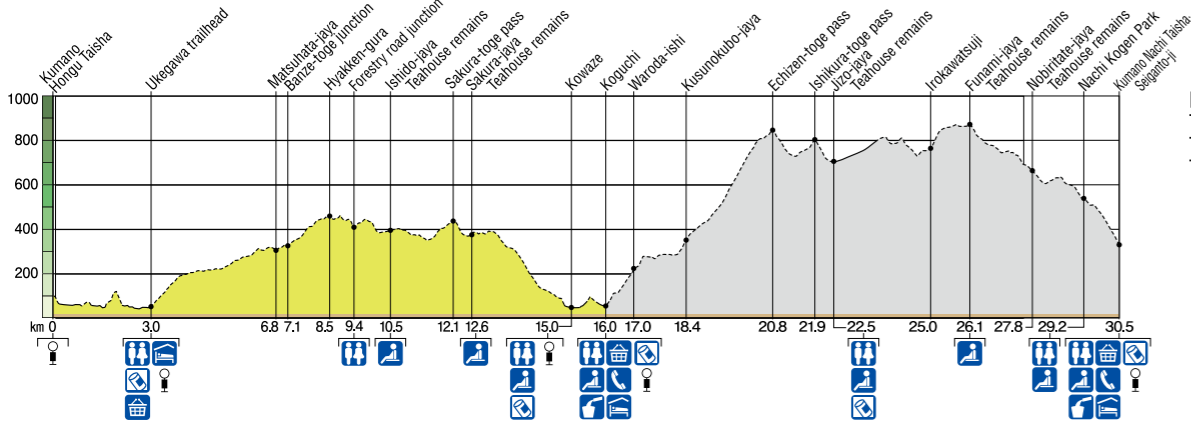 Kumano
Hongu Taisha
Ukegawa trailhead
Matsuhata-jaya
Banze-toge junction
Hyakken-gura
Forestry road junction
Ishido-jaya
Teahouse remains
Sakura-toge pass
Sakura-jaya
Teahouse remains
Kowaze
Koguchi
Waroda-ishi
Kusunokubo-jaya
Echizen-toge pass
Ishikura-toge pass
Jizo-jaya
Teahouse remains
Irokawatsuji
Funami-jaya
Teahouse remains
Nobiritate-jaya
Teahouse remains
Nachi Kogen Park
Kumano Nachi Taisha
Seiganto-ji
1000
800
600
400
200
km 0 3.0 6.8 7.1 8.5 9.4 10.5 12.1 12.6 15.0 16.0 17.0 18.4 20.8 21.9 22.5 25.0 26.1 27.8 29.2 30.5